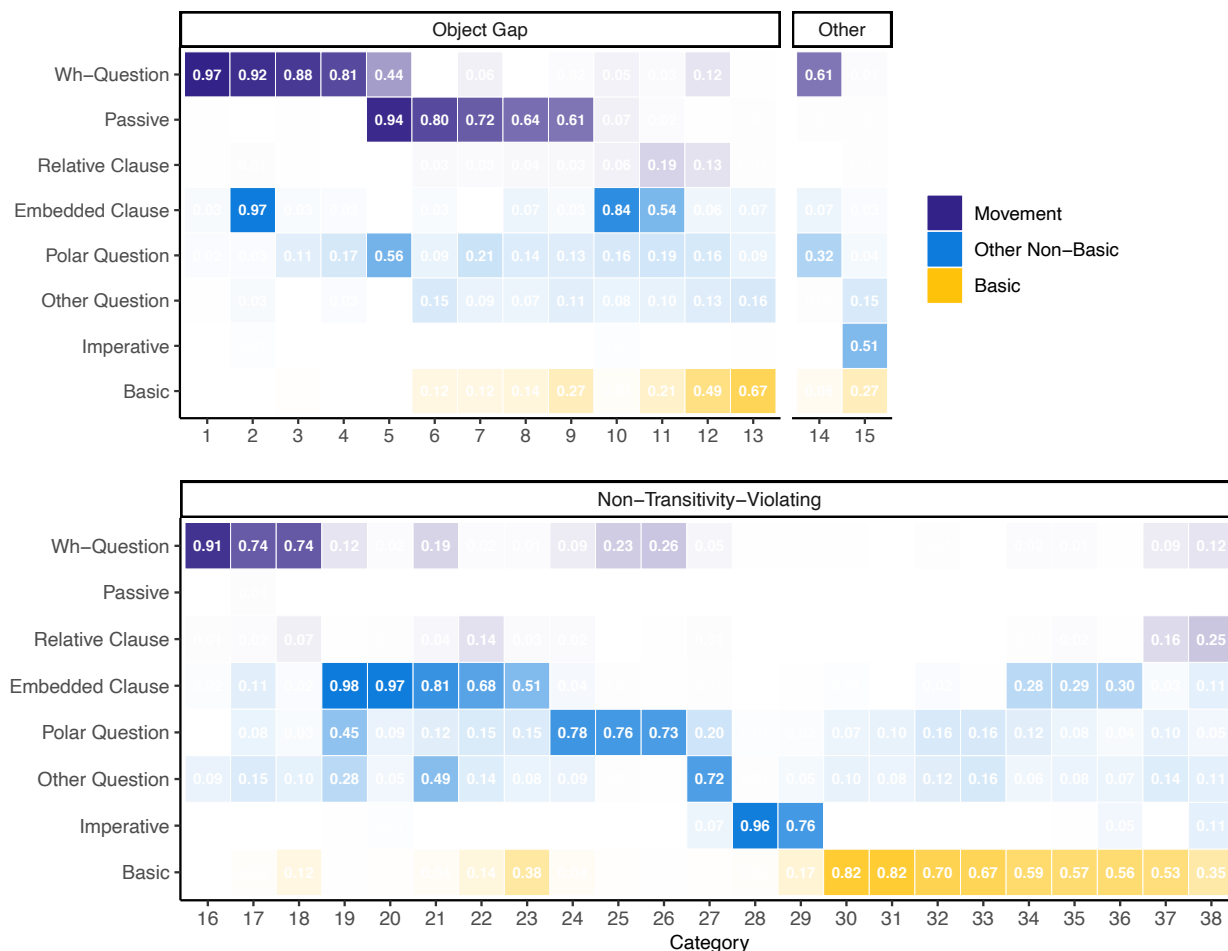 Object Gap Other
Wh−Question 0.97 0.92 0.88 0.81 0.44 0.06 0.05 0.12 0.61
Passive 0.94 0.80 0.72 0.64 0.61 0.07
Relative Clause 0.03 0.04 0.03 0.06 0.19 0.13
Embedded Clause 0.97 0.07 0.03 0.84 0.54 0.06 0.07 0.07
Polar Question 0.11 0.17 0.56 0.09 0.21 0.14 0.13 0.16 0.19 0.16 0.09 0.32 0.04
Other Question 0.15 0.09 0.07 0.11 0.08 0.10 0.13 0.16 0.15
Imperative 0.51
Basic 0.12 0.12 0.14 0.27 0.21 0.49 0.67 0.27
1 2 3 4 5 6 7 8 9 10 11 12 13 14 15
Movement
Other Non−Basic
Basic
Non−Transitivity−Violating
Wh−Question 0.91 0.74 0.74 0.12 0.19 0.09 0.23 0.26 0.05 0.09 0.12
Passive
Relative Clause 0.07 0.04 0.14 0.02 0.16 0.25
Embedded Clause 0.11 0.98 0.97 0.81 0.68 0.51 0.04 0.28 0.29 0.30 0.11
Polar Question 0.08 0.45 0.09 0.12 0.15 0.15 0.78 0.76 0.73 0.20 0.07 0.10 0.16 0.16 0.12 0.08 0.04 0.10 0.05
Other Question 0.09 0.15 0.10 0.28 0.05 0.49 0.14 0.08 0.09 0.72 0.05 0.10 0.08 0.12 0.16 0.06 0.08 0.07 0.14 0.11
Imperative 0.07 0.96 0.76 0.05 0.11
Basic 0.12 0.14 0.38 0.17 0.82 0.82 0.70 0.67 0.59 0.57 0.56 0.53 0.35
16 17 18 19 20 21 22 23 24 25 26 27 28 29 30 31 32 33 34 35 36 37 38
Category